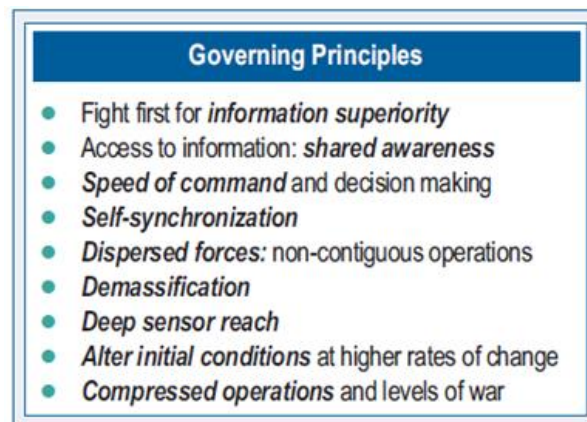 Governing Principles
Fight first for information superiority
Access to information: shared awareness
Speed of command and decision making
Self-synchronization
Dispersed forces: non-contiguous operations
Demassification
Deep sensor reach
Alter initial conditions at higher rates of change
Compressed operations and levels of war